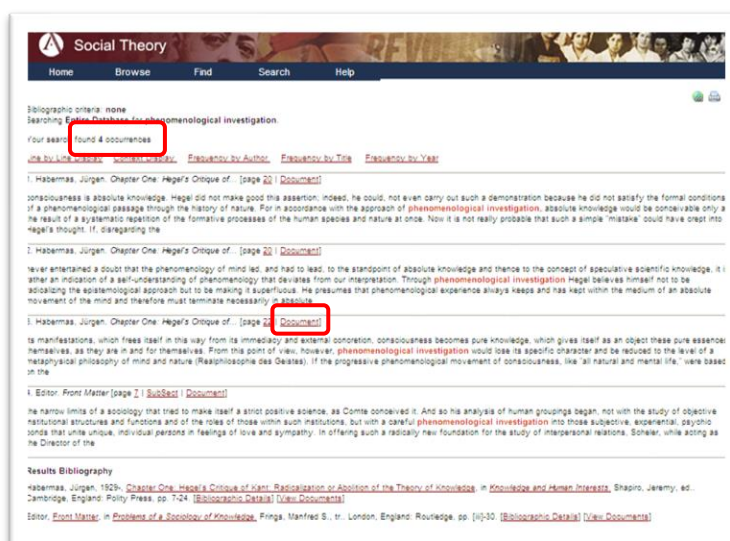 Social Theory
REVOL
Home Browse Find Search Help
Bibliographic criteria: none
Searching Entire Database for phenomenological investigation.
Your search found 4 occurrences
Line by Line Display Context Display Frequency by Author Frequency by Title Frequency by Year
1. Habermas, Jürgen. Chapter One: Hegel's Critique of... [page 20 | Document]
consciousness is absolute knowledge. Hegel did not make good this assertion; indeed, he could, not even carry out such a demonstration because he did not satisfy the formal conditions
of a phenomenological passage through the history of nature. For in accordance with the approach of phenomenological investigation, absolute knowledge would be conceivable only a
the result of a systematic repetition of the formative processes of the human species and nature at once. Now it is not really probable that such a simple "mistake" could have crept into
Hegel's thought. If, disregarding the
2. Habermas, Jürgen. Chapter One: Hegel's Critique of... [page 20 | Document]
never entertained a doubt that the phenomenology of mind led, and had to lead, to the standpoint of absolute knowledge and thence to the concept of speculative scientific knowledge, it i
rather an indication of a self-understanding of phenomenology that deviates from our interpretation. Through phenomenological investigation Hegel believes himself not to be
radicalizing the epistemological approach but to be making it superfluous. He presumes that phenomenological experience always keeps and has kept within the medium of an absolute
movement of the mind and therefore must terminate necessarily in absolute
3. Habermas, Jürgen. Chapter One: Hegel's Critique of... [page 22 | Document]
its manifestations, which frees itself in this way from its immediacy and external concretion, consciousness becomes pure knowledge, which gives itself as an object these pure essences
themselves, as they are in and for themselves. From this point of view, however, phenomenological investigation would lose its specific character and be reduced to the level of a
metaphysical philosophy of mind and nature (Realphilosophie des Geistes). If the progressive phenomenological movement of consciousness, like "all natural and mental life," were based
on the
4. Editor. Front Matter [page 7 | SubSect | Document]
the narrow limits of a sociology that tried to make itself a strict positive science, as Comte conceived it. And so his analysis of human groupings began, not with the study of objective
institutional structures and functions and of the roles of those within such institutions, but with a careful phenomenological investigation into those subjective, experiential, psychic
bonds that unite unique, individual persons in feelings of love and sympathy. In offering such a radically new foundation for the study of interpersonal relations, Scheler, while acting as
the Director of the
Results Bibliography
Habermas, Jürgen, 1929-, Chapter One: Hegel's Critique of Kant: Radicalization or Abolition of the Theory of Knowledge, in Knowledge and Human Interests, Shapiro, Jeremy, ed..
Cambridge, England: Polity Press, pp. 7-24. [Bibliographic Details] [View Documents]
Editor, Front Matter, in Problems of a Sociology of Knowledge, Frings, Manfred S., tr.. London, England: Routledge, pp. [iii]-30. [Bibliographic Details] [View Documents]